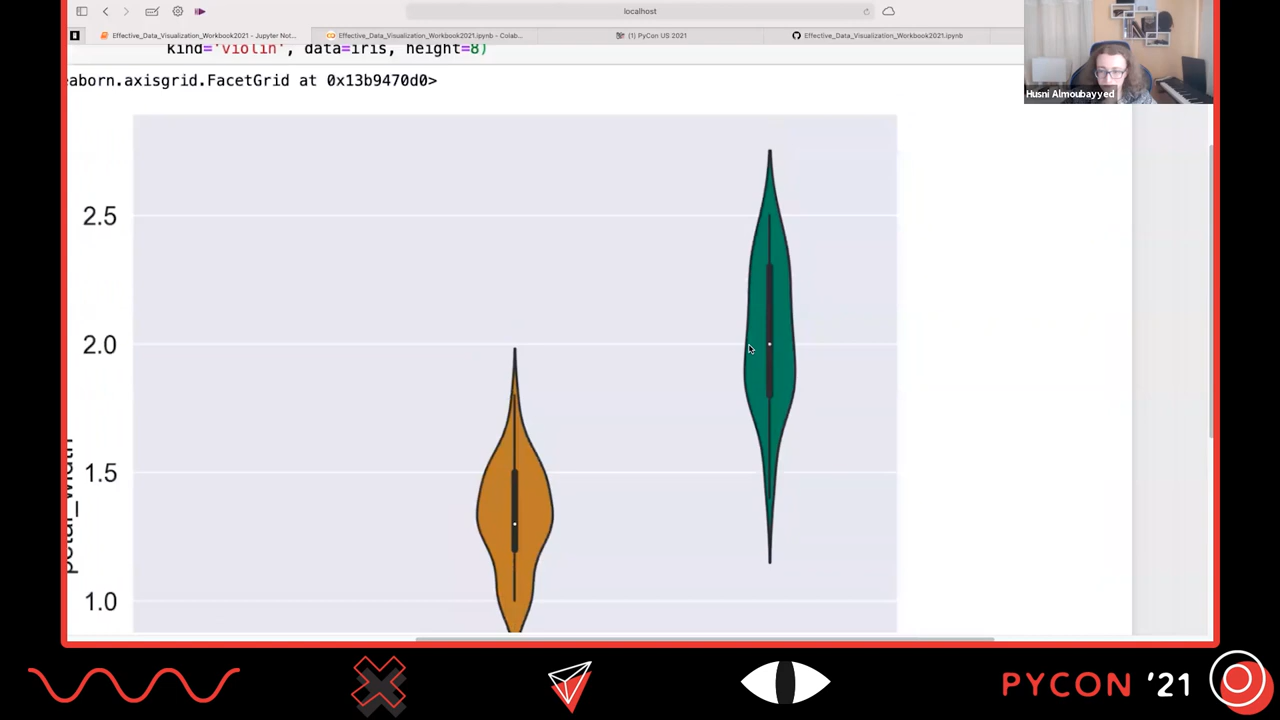 localhost
Effective_Data_Visualization_Workbook2021 - Jupyter Not...
Effective_Data_Visualization_Workbook2021.ipynb - Colab...
(1) PyCon US 2021
Effective_Data_Visualization_Workbook2021.ipynb
kind='violin', data=iris, height=8)
eaborn.axisgrid.FacetGrid at 0x13b9470d0>
Husni Almoubayyed
2.5
2.0
1.5
1.0
petal_width
PYCON '21